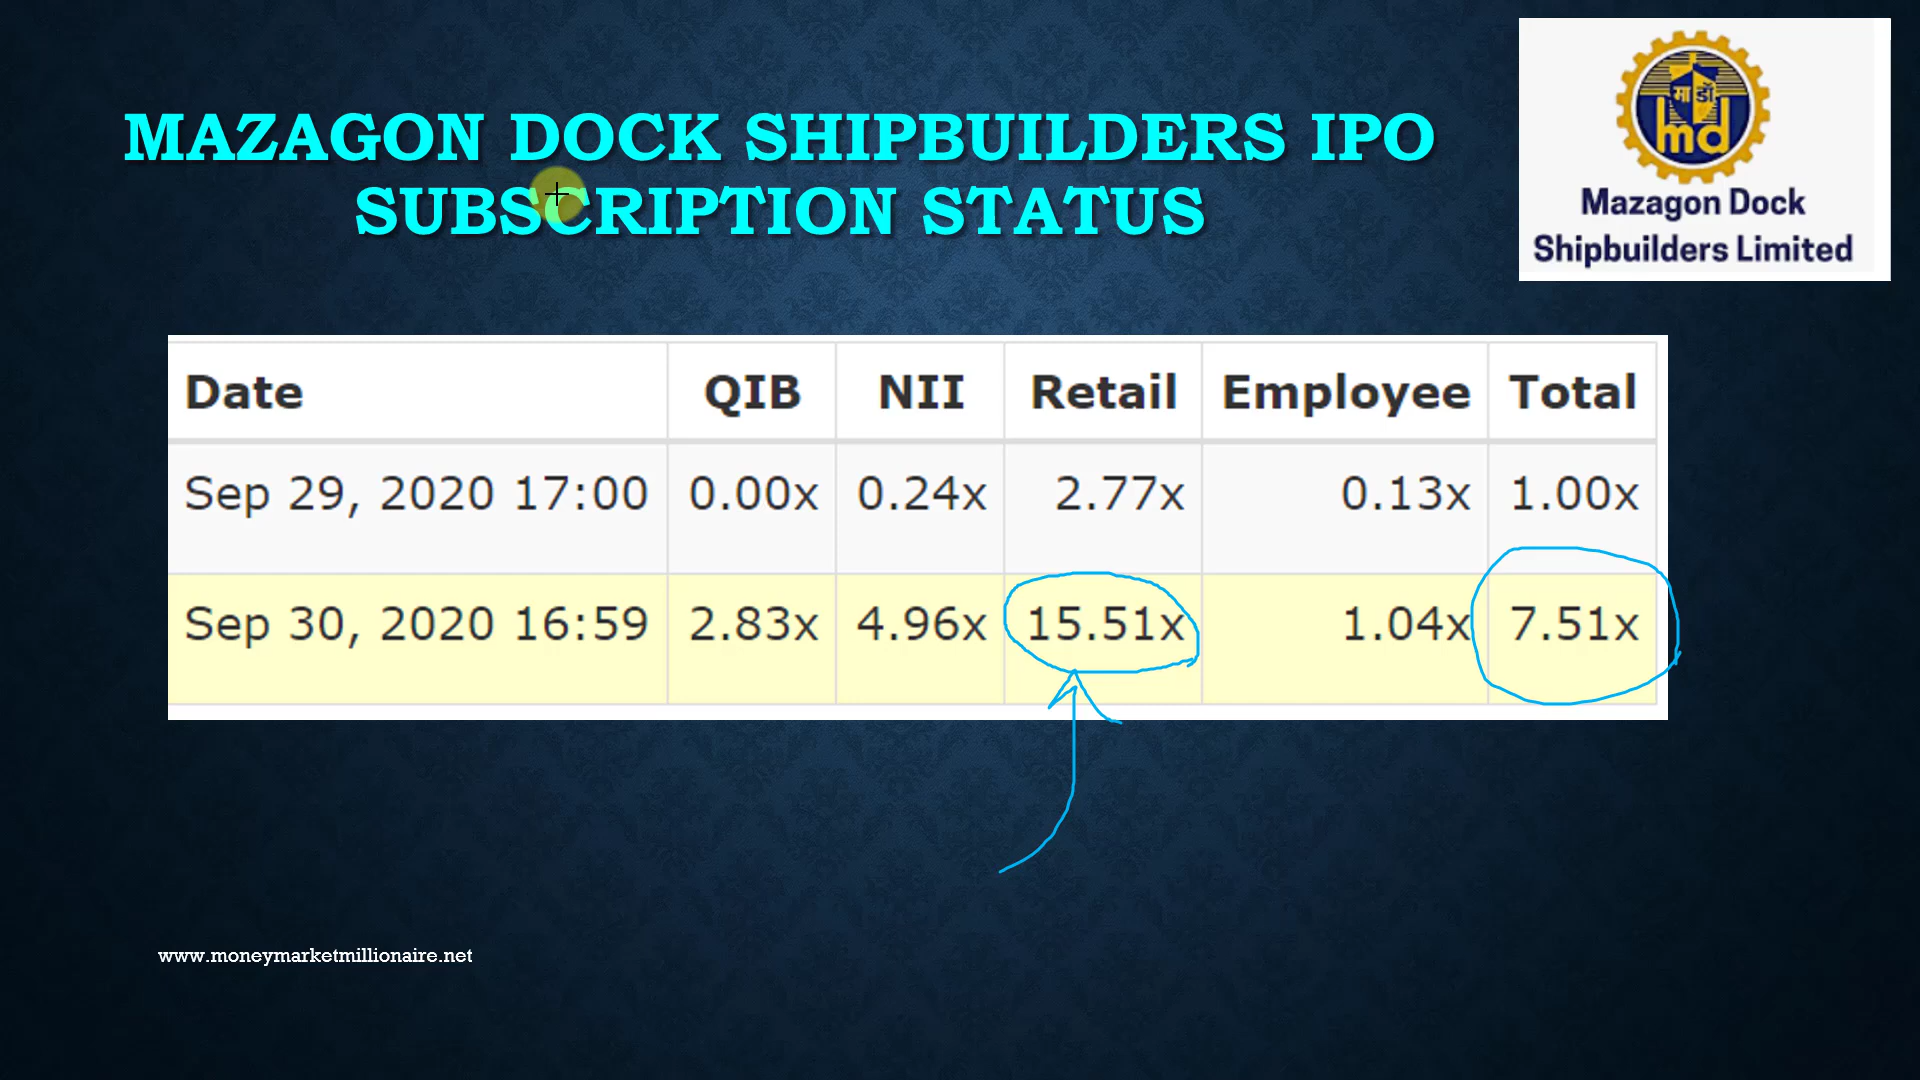 MAZAGON DOCK SHIPBUILDERS IPO
SUBSCRIPTION STATUS
माडॉ
md
Mazagon Dock
Shipbuilders Limited
Date QIB NII Retail Employee Total
Sep 29, 2020 17:00 0.00x 0.24x 2.77x 0.13x 1.00x
Sep 30, 2020 16:59 2.83x 4.96x 15.51x 1.04x 7.51x
www.moneymarketmillionaire.net